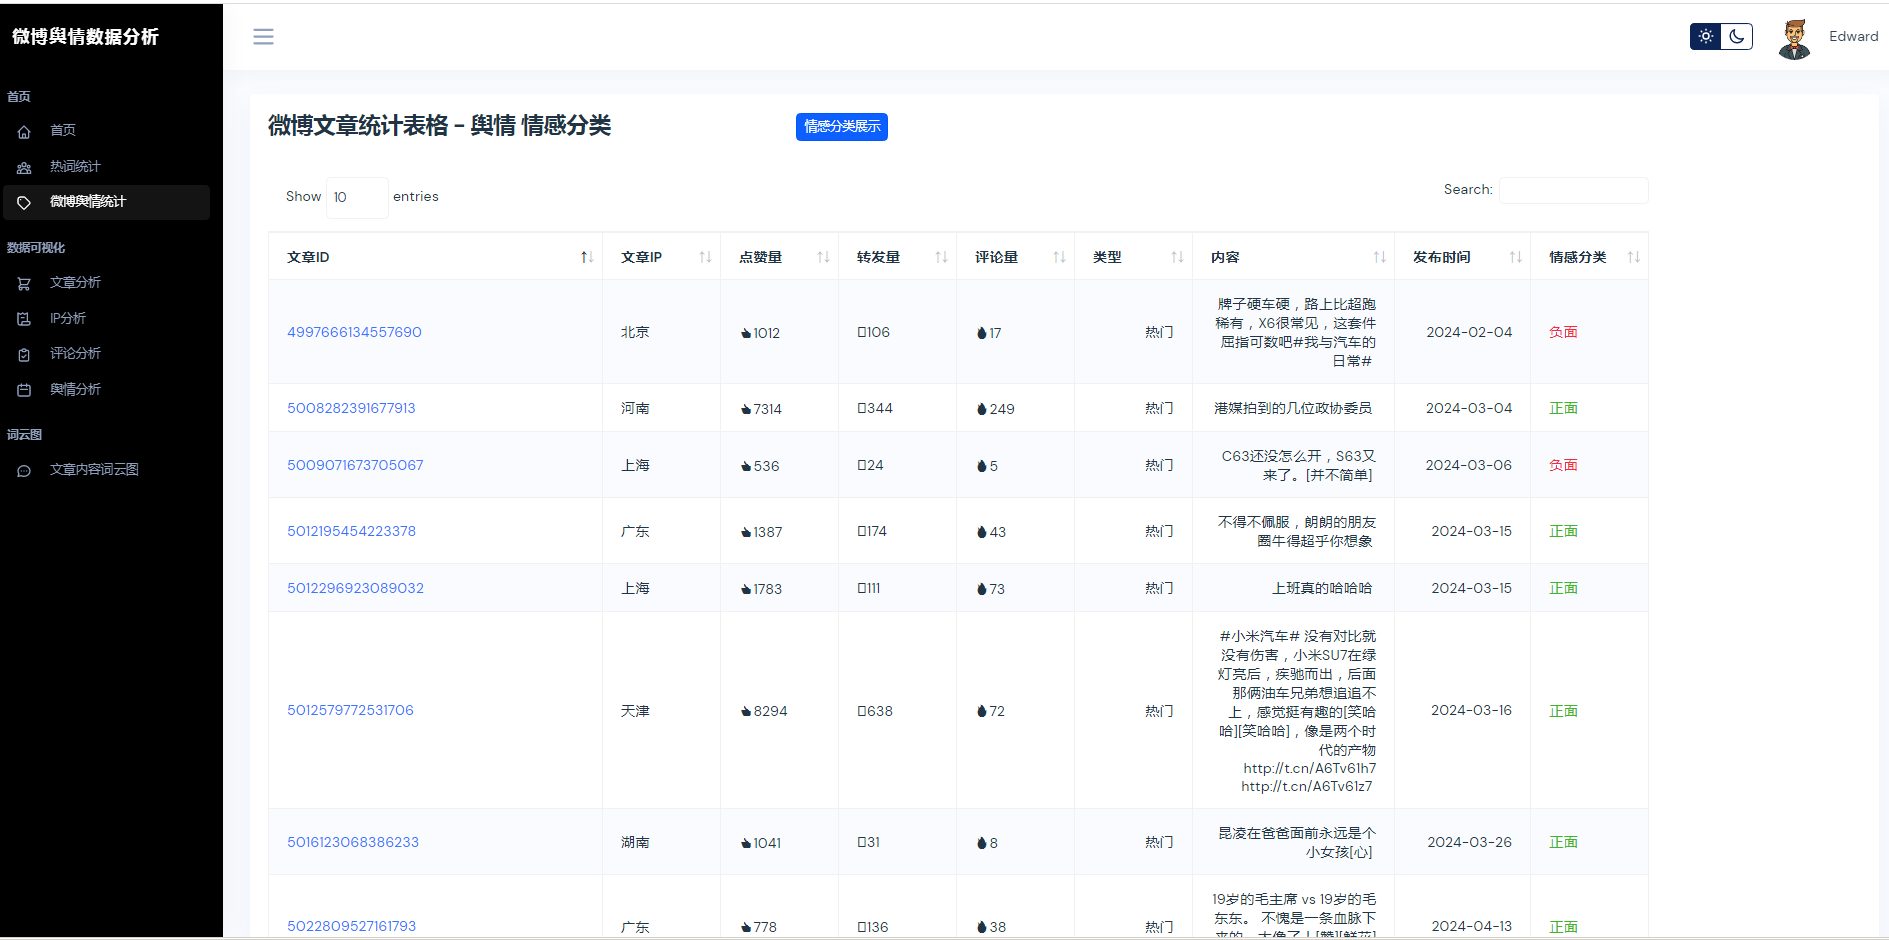 微博舆情数据分析
Edward
首页
首页
热词统计
微博舆情统计
数据可视化
文章分析
IP分析
评论分析
舆情分析
词云图
文章内容词云图
微博文章统计表格 - 舆情 情感分类
情感分类展示
Show 10 entries
Search:
文章ID 文章IP 点赞量 转发量 评论量 类型 内容 发布时间 情感分类
4997666134557690 北京 1012 106 17 热门
牌子硬车硬，路上比超跑
稀有，X6很常见，这套件
屈指可数吧#我与汽车的
日常#
2024-02-04 负面
5008282391677913 河南 7314 344 249 热门 港媒拍到的几位政协委员 2024-03-04 正面
5009071673705067 上海 536 24 5 热门
C63还没怎么开，S63又
来了。[并不简单]
2024-03-06 负面
5012195454223378 广东 1387 174 43 热门
不得不佩服，朗朗的朋友
圈牛得超乎你想象
2024-03-15 正面
5012296923089032 上海 1783 111 73 热门 上班真的哈哈哈 2024-03-15 正面
5012579772531706 天津 8294 638 72 热门
#小米汽车# 没有对比就
没有伤害，小米SU7在绿
灯亮后，疾驰而出，后面
那俩油车兄弟想追追不
上，感觉挺有趣的[笑哈
哈][笑哈哈]，像是两个时
代的产物
http://t.cn/A6Tv61h7
http://t.cn/A6Tv61z7
2024-03-16 正面
5016123068386233 湖南 1041 31 8 热门
昆凌在爸爸面前永远是个
小女孩[心]
2024-03-26 正面
5022809527161793 广东 778 136 38 热门
19岁的毛主席 vs 19岁的毛
东东。 不愧是一条血脉下
2024-04-13 正面